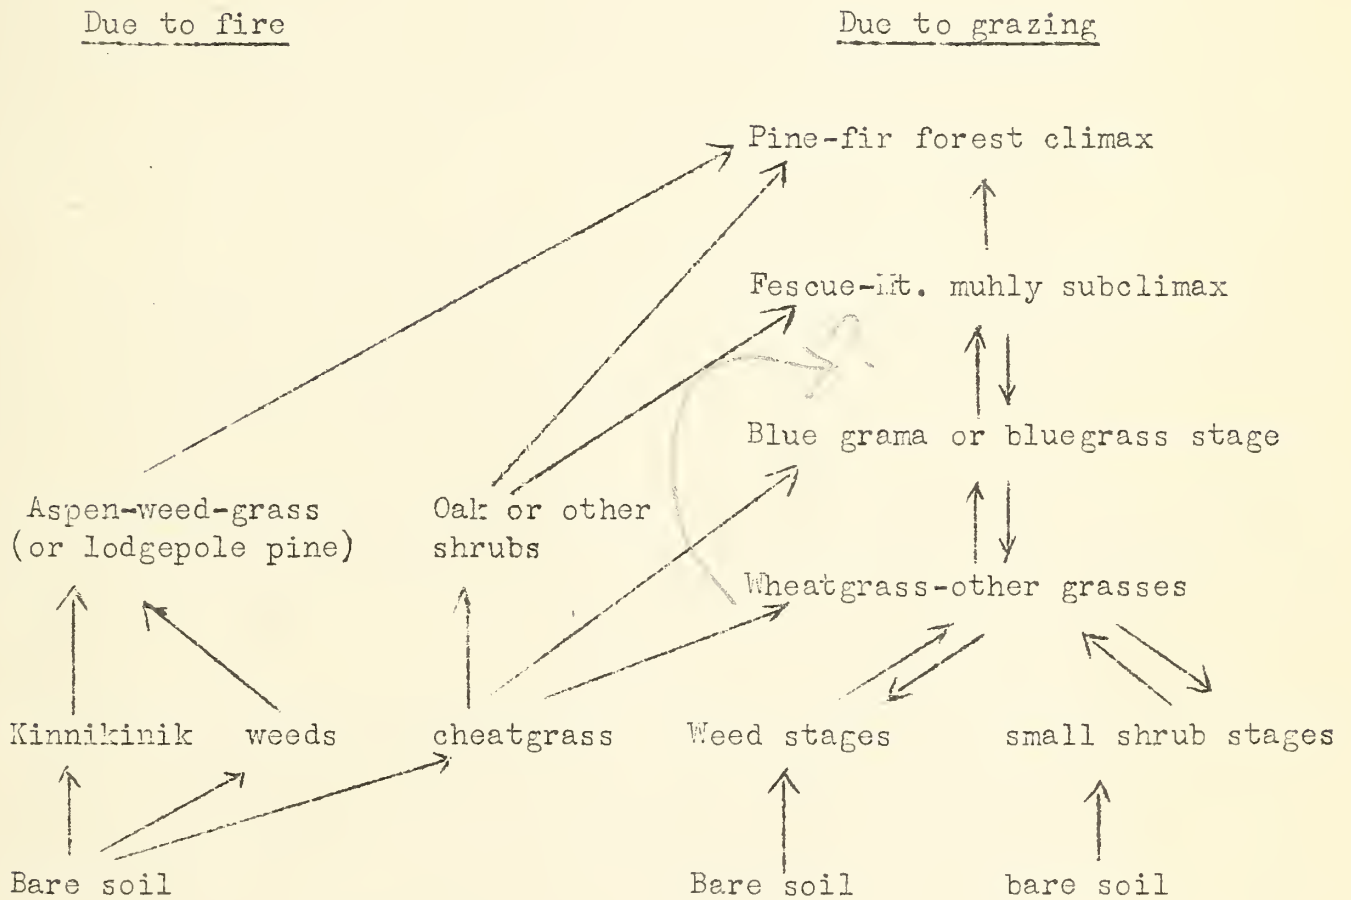 Due to fire
Due to grazing
Pine-fir forest climax
Fescue-Mt. muhly subclimax
Blue grama or bluegrass stage
Aspen-weed-grass
(or lodgepole pine)
Oak or other
shrubs
Wheatgrass-other grasses
Kinnikinik
weeds
cheatgrass
Weed stages
small shrub stages
Bare soil
Bare soil
bare soil